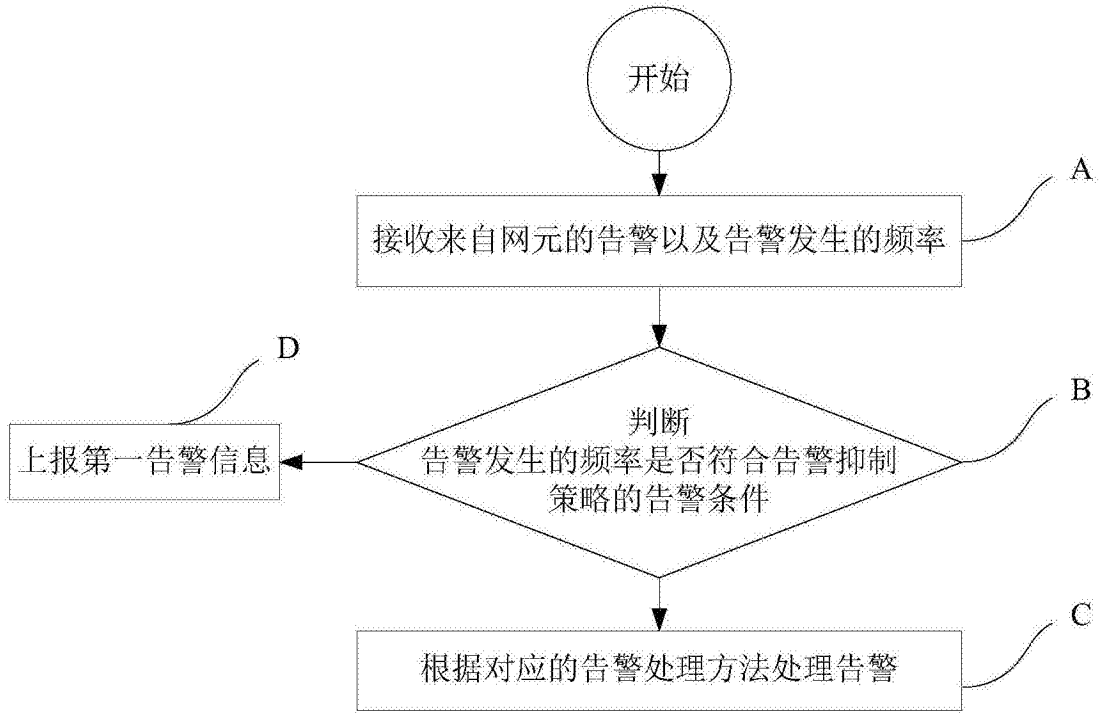 开始
A
接收来自网元的告警以及告警发生的频率
D
B
判断
上报第一告警信息
告警发生的频率是否符合告警抑制
策略的告警条件
C
根据对应的告警处理方法处理告警